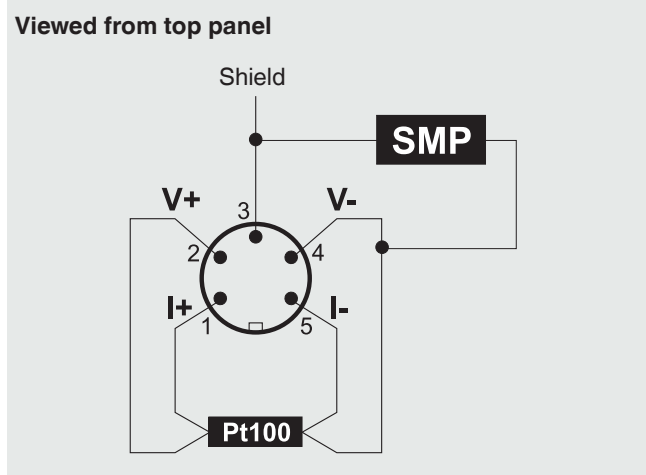 Viewed from top panel
Shield
SMP
V+
3
V-
2
4
I+
I-
1
5
Pt100